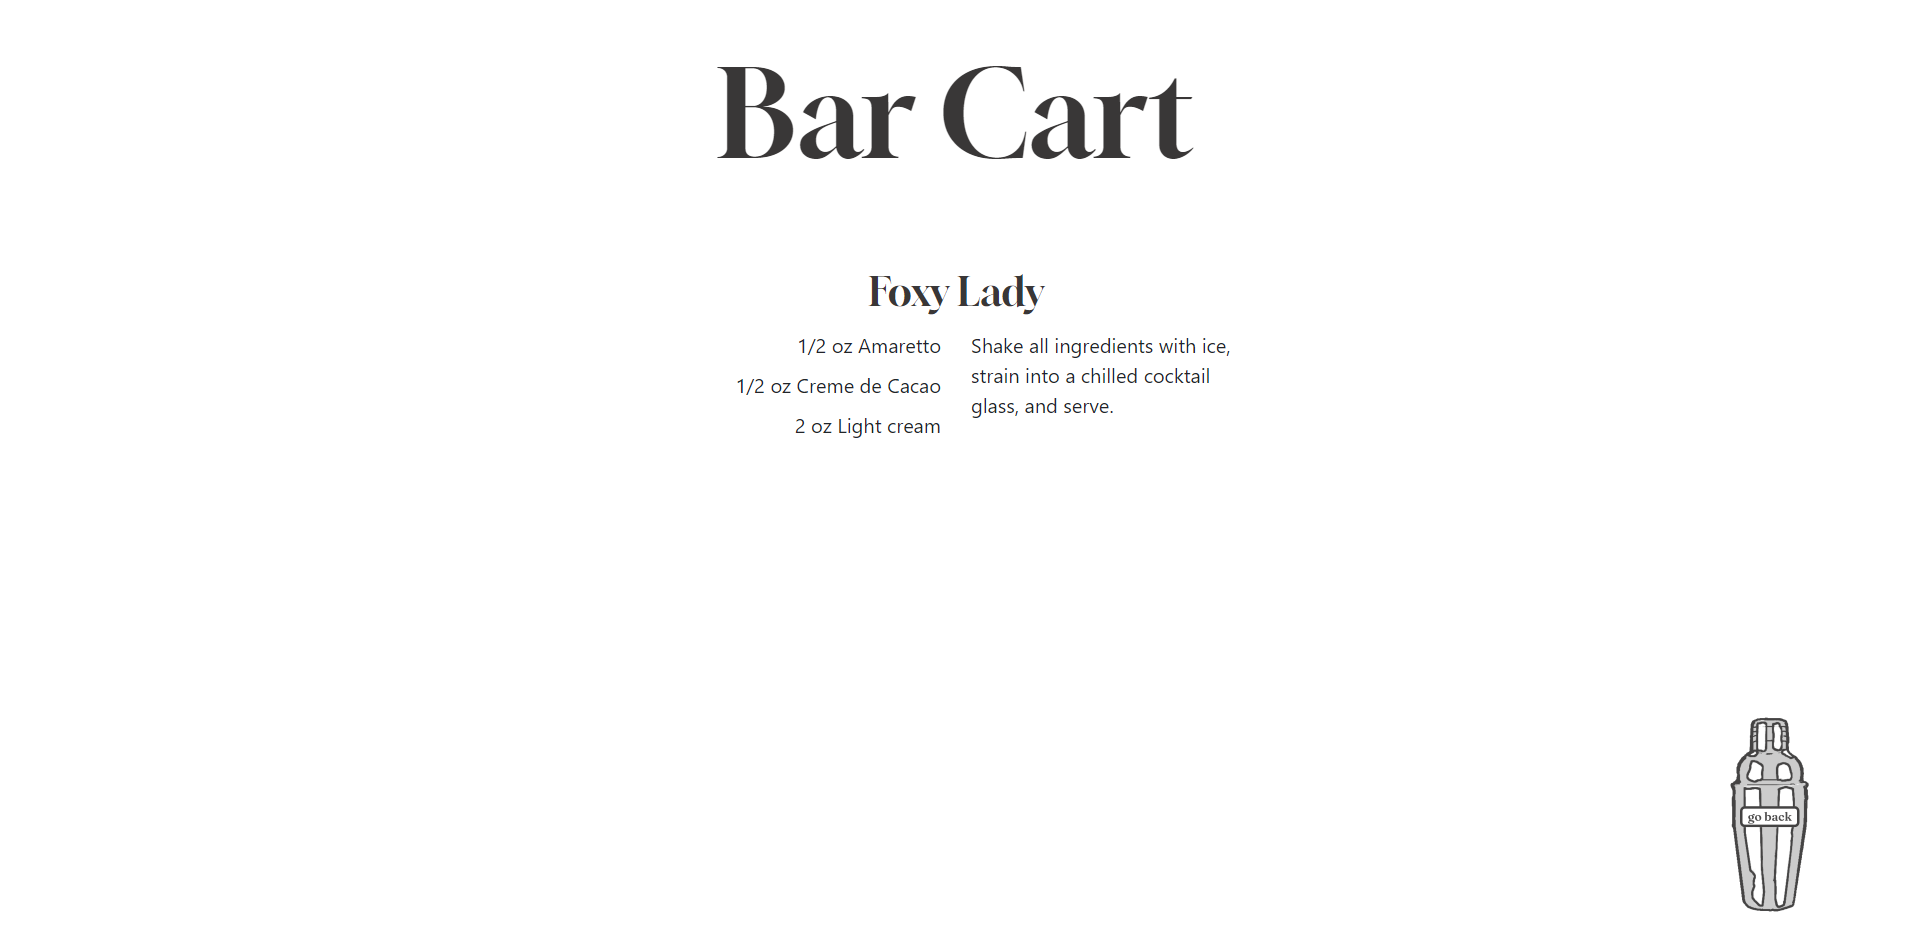 Bar Cart
Foxy Lady
1/2 oz Amaretto
1/2 oz Creme de Cacao
2 oz Light cream
Shake all ingredients with ice,
strain into a chilled cocktail
glass, and serve.
go back